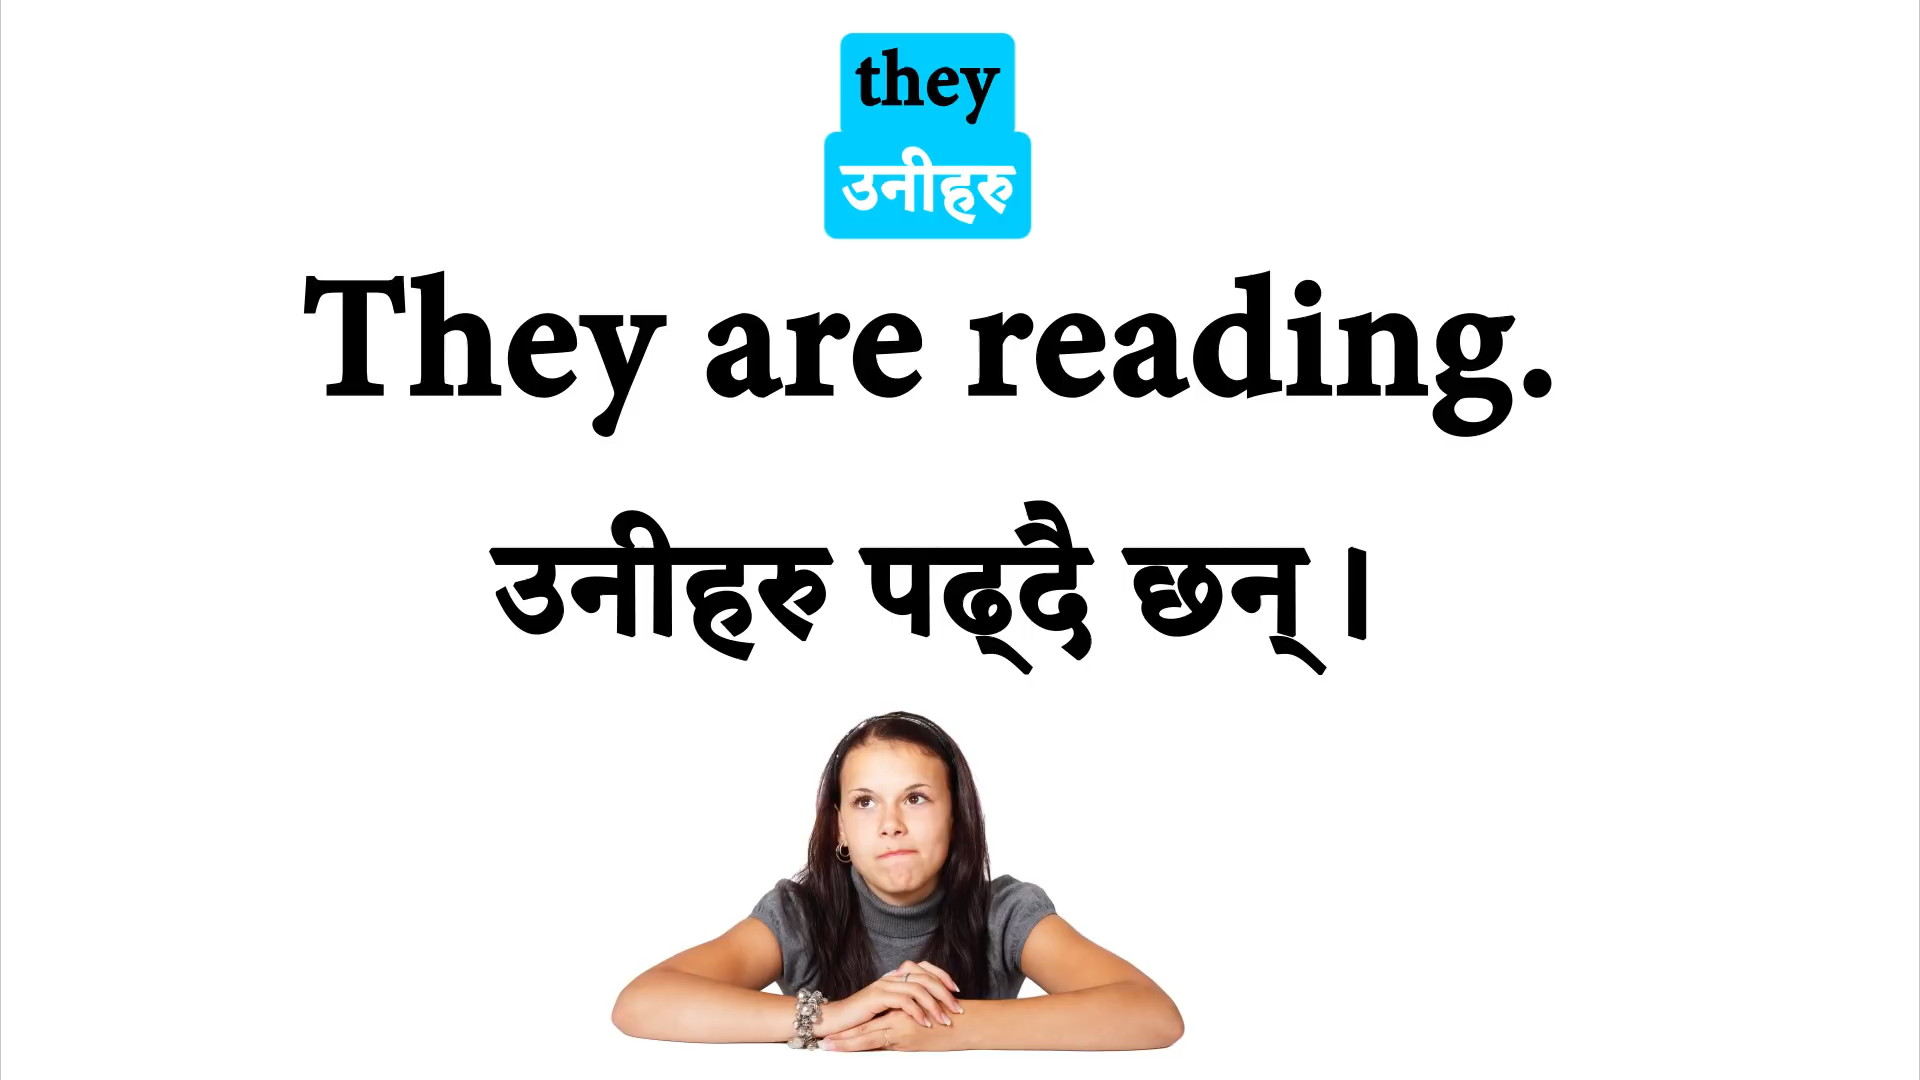 they
उनीहरु
They are reading.
उनीहरु पढ्दै छन् ।